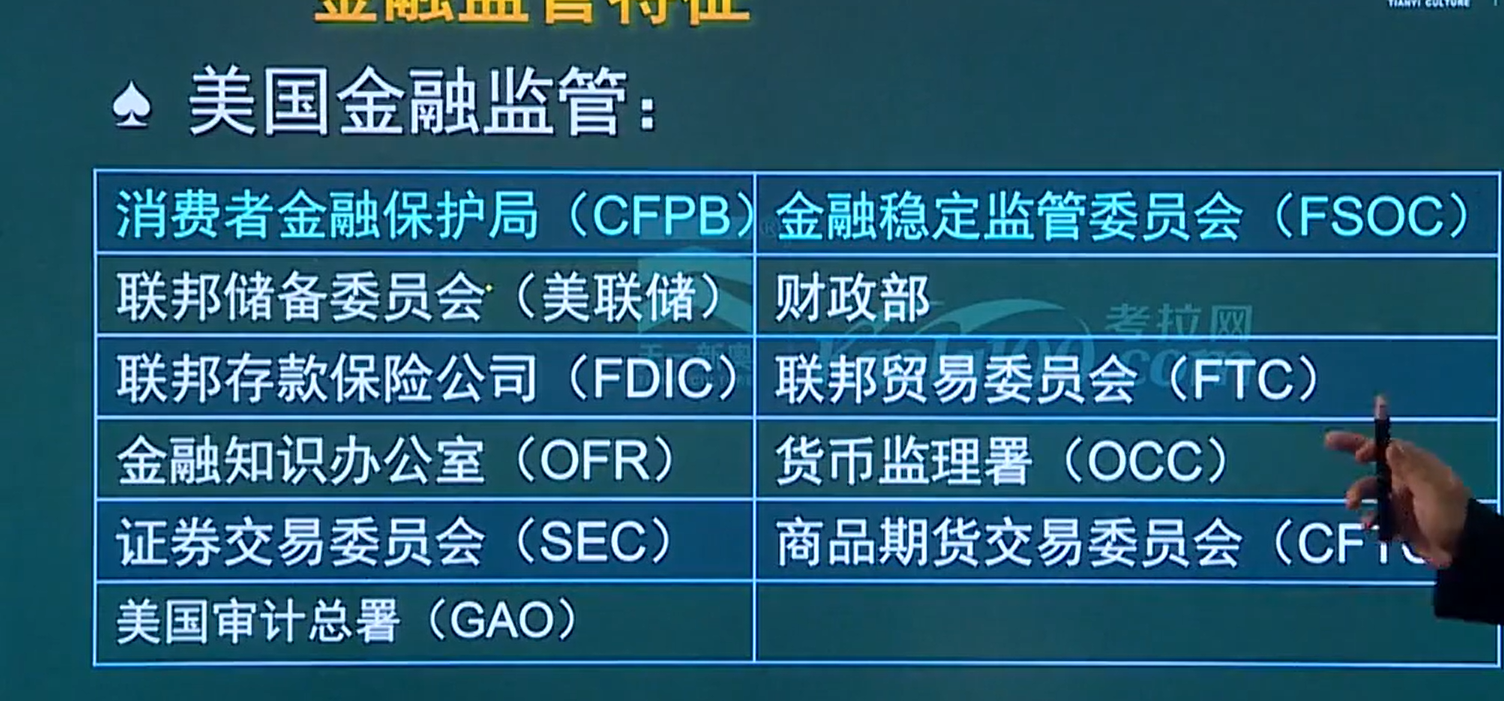 金融监管特征
TIANYI CULTURE
♠ 美国金融监管：
消费者金融保护局（CFPB） 金融稳定监管委员会（FSOC）
联邦储备委员会（美联储） 财政部
联邦存款保险公司（FDIC） 联邦贸易委员会（FTC）
金融知识办公室（OFR） 货币监理署（OCC）
证券交易委员会（SEC） 商品期货交易委员会（CFTC
美国审计总署（GAO）
考拉网